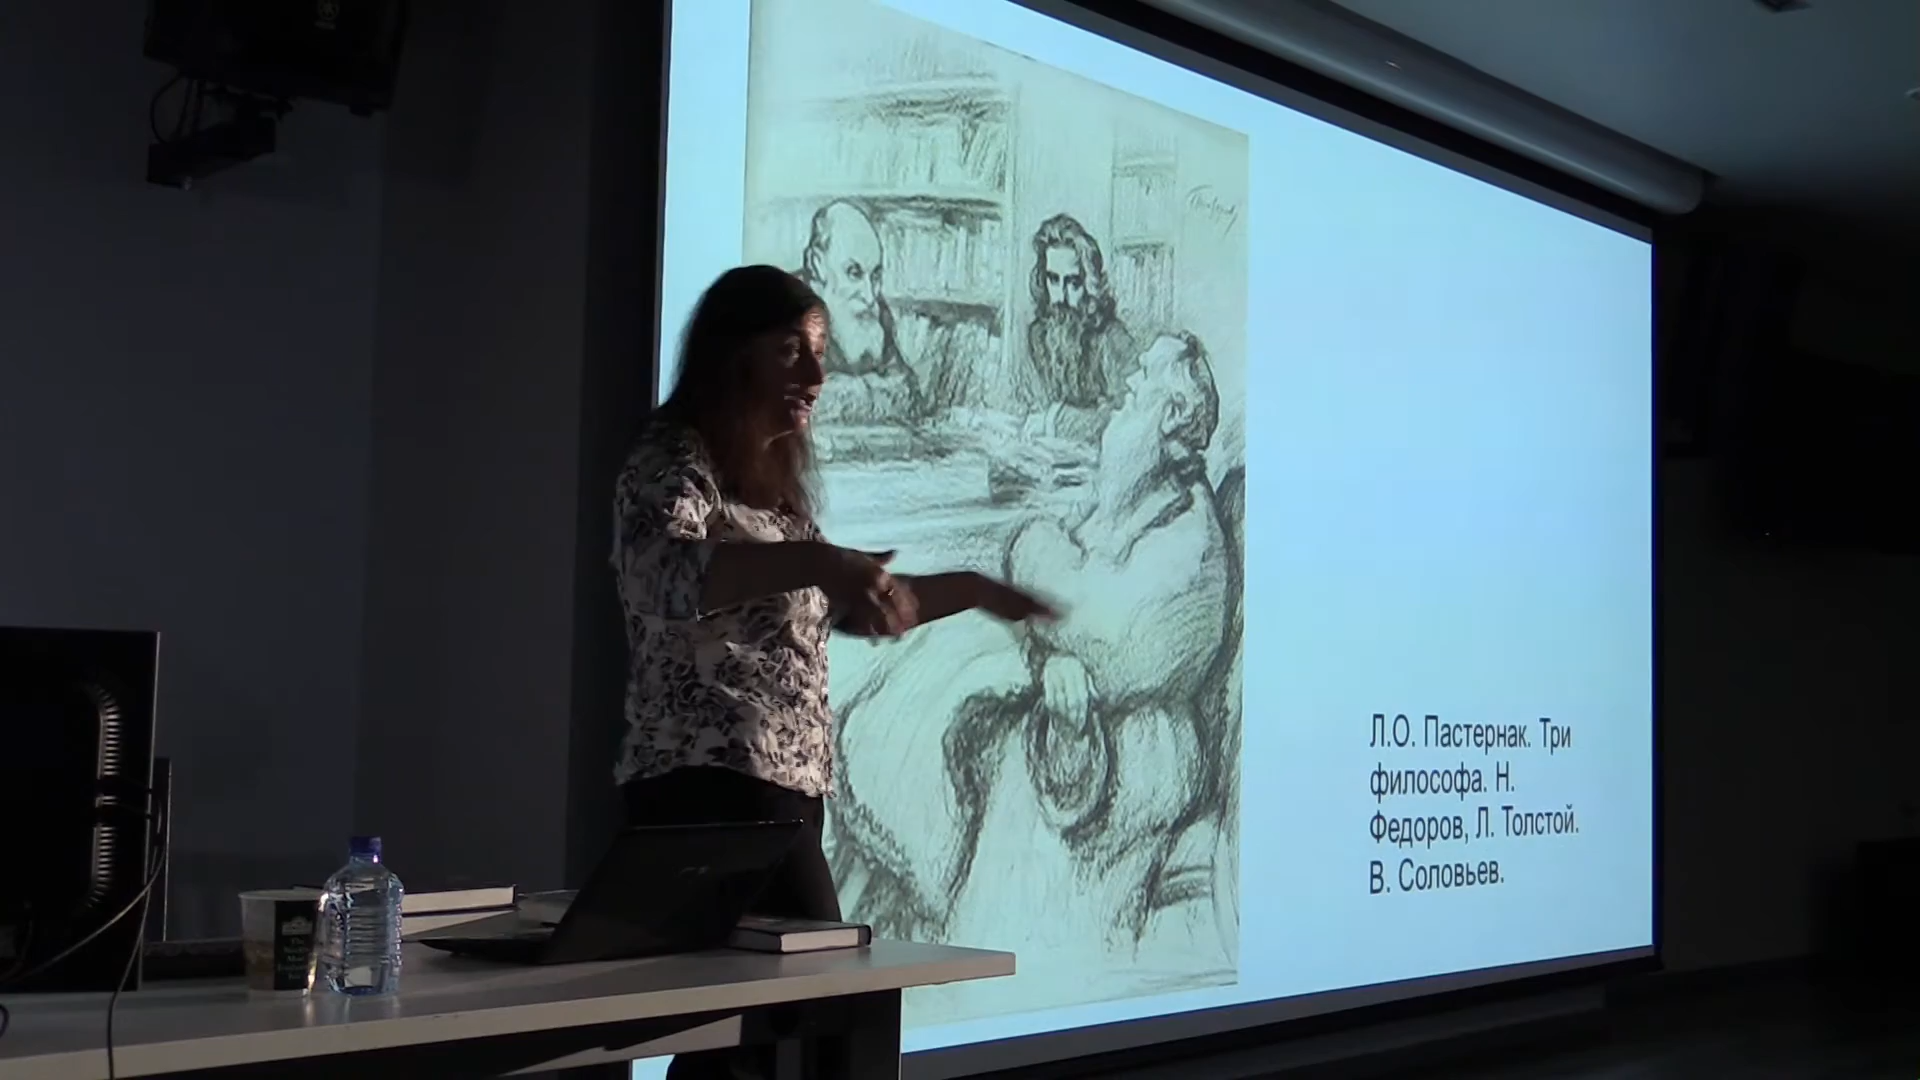 Л.О. Пастернак. Три
философа. Н.
Федоров, Л. Толстой.
В. Соловьев.